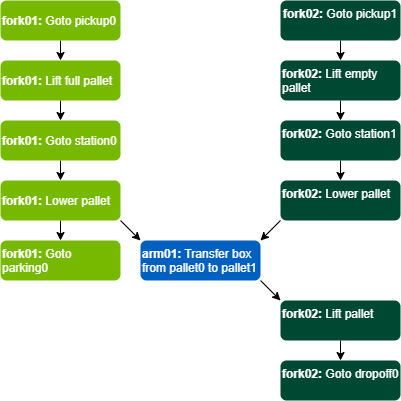 fork01: Goto pickup0
fork02: Goto pickup1
fork01: Lift full pallet
fork02: Lift empty
pallet
fork01: Goto station0
fork02: Goto station1
fork01: Lower pallet
fork02: Lower pallet
fork01: Goto
parking0
arm01: Transfer box
from pallet0 to pallet1
fork02: Lift pallet
fork02: Goto dropoff0